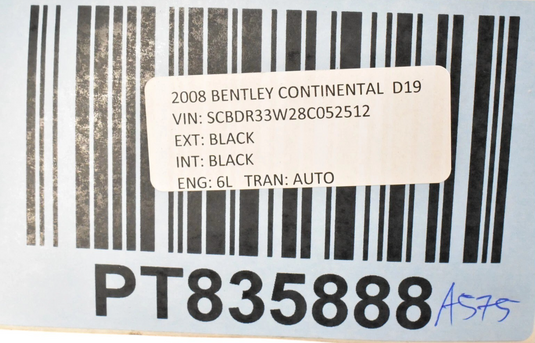 2008 BENTLEY CONTINENTAL D19
VIN: SCBDR33W28C052512
EXT: BLACK
INT: BLACK
ENG: 6L TRAN: AUTO
PT835888 A575